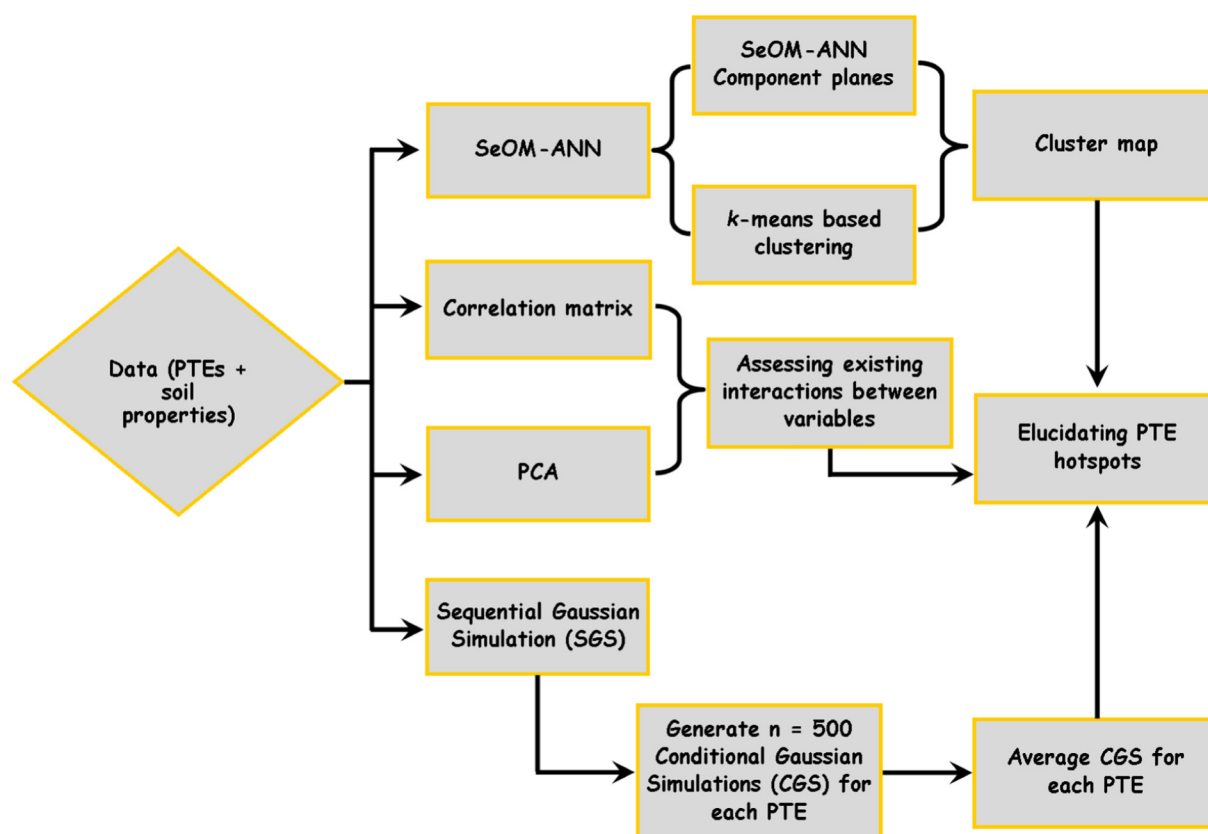 SeOM-ANN
Component planes
SeOM-ANN
Cluster map
k-means based
clustering
Correlation matrix
Data (PTEs +
soil
properties)
Assessing existing
interactions between
variables
Elucidating PTE
hotspots
PCA
Sequential Gaussian
Simulation (SGS)
Generate n = 500
Conditional Gaussian
Simulations (CGS) for
each PTE
Average CGS for
each PTE